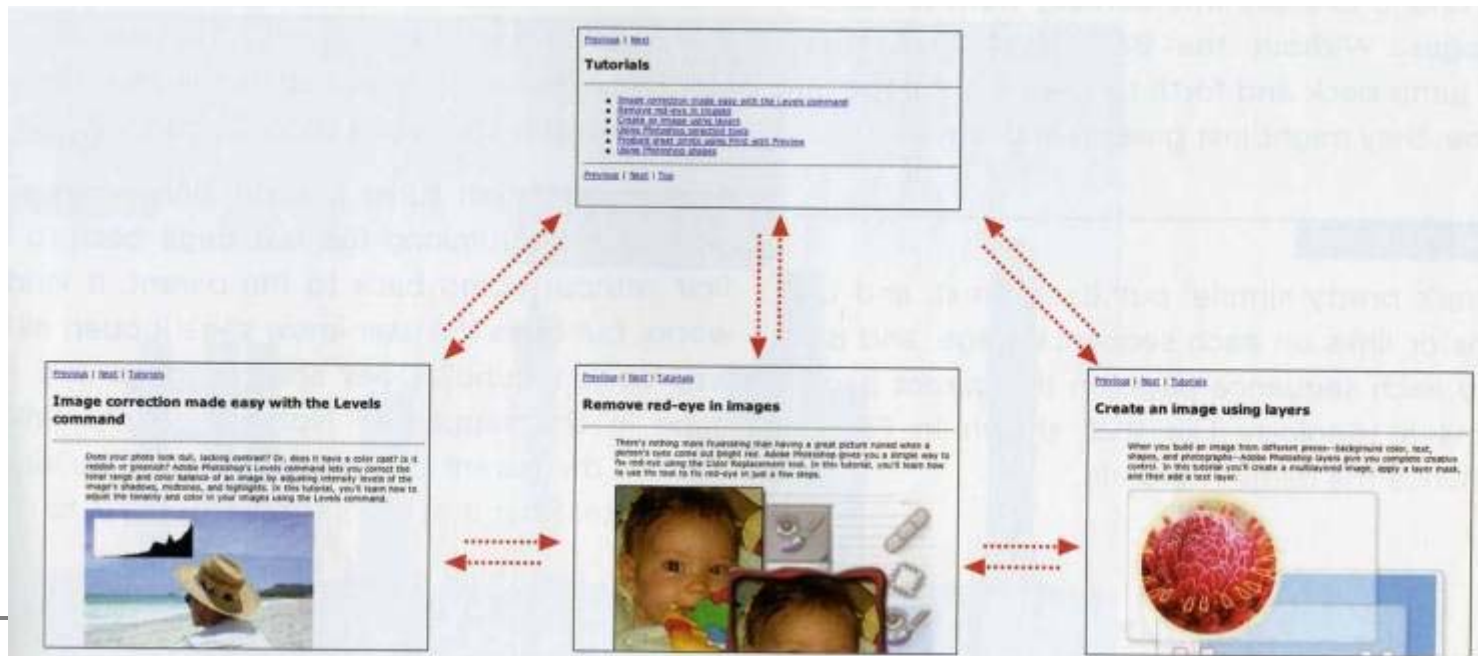 Previous | Next
Tutorials
Image correction made easy with the Levels command
Remove red-eye in images
Create an image using layers
Using Photoshop selection tools
Produce great prints using Print with Preview
Using Photoshop shapes
Previous | Next | Top
Previous | Next | Tutorials
Image correction made easy with the Levels
command
Does your photo look dull, lacking contrast? Or, does it have a color cast? Is it
reddish or greenish? Adobe Photoshop's Levels command lets you correct the
tonal range and color balance of an image by adjusting intensity levels of the
image's shadows, midtones, and highlights. In this tutorial, you'll learn how to
adjust the tonality and color in your images using the Levels command.
Previous | Next | Tutorials
Remove red-eye in images
There's nothing more frustrating than having a great picture ruined when a
person's eyes come out bright red. Adobe Photoshop gives you a simple way to
fix red-eye using the Color Replacement tool. In this tutorial, you'll learn how
to use the tool to fix red-eye in just a few steps.
Previous | Next | Tutorials
Create an image using layers
When you build an image from different pieces--background color, text,
shapes, and photographs--Adobe Photoshop layers give you complete creative
control. In this tutorial you'll create a multilayered image, apply a layer mask,
and then add a text layer.